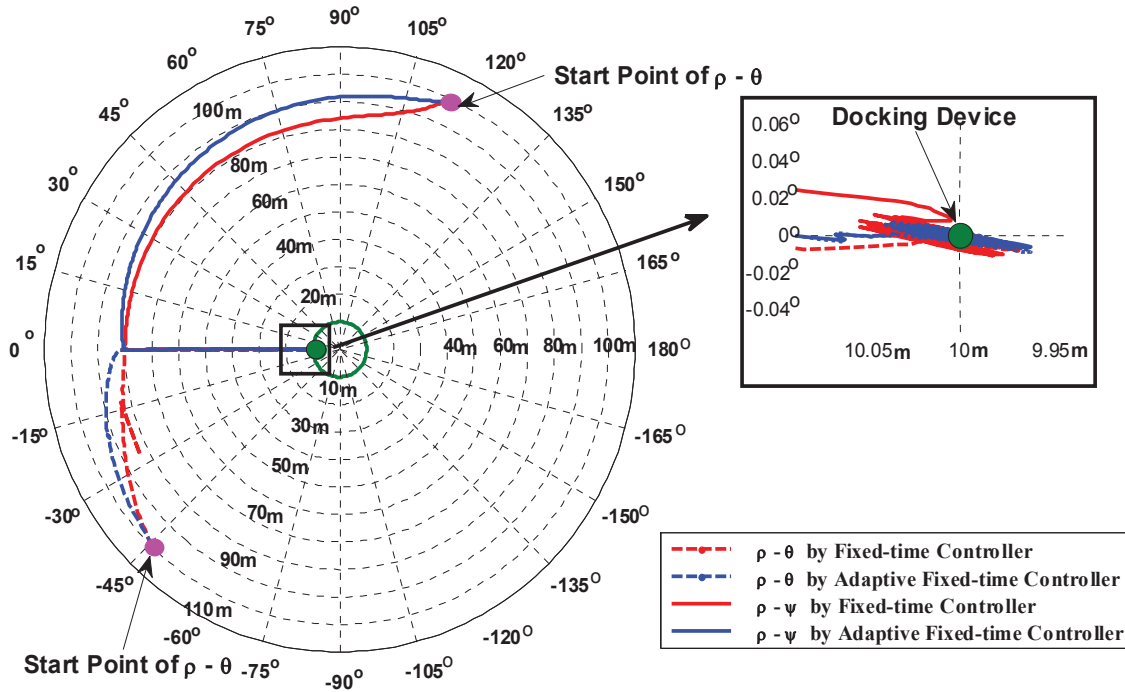 90°
75°
105°
60°
120°
Start Point of ρ - θ
45°
100m
135°
30°
80m
150°
60m
15°
40m
165°
20m
0°
40m 60m 80m 100m 180°
10m
-15°
30m
-165°
50m
-30°
70m
-150°
90m
-45°
110m
-135°
-60°
-120°
Start Point of ρ - θ
-75°
-105°
-90°
0.06°
Docking Device
0.04°
0.02°
0°
-0.02°
-0.04°
10.05m 10m 9.95m
ρ - θ by Fixed-time Controller
ρ - θ by Adaptive Fixed-time Controller
ρ - ψ by Fixed-time Controller
ρ - ψ by Adaptive Fixed-time Controller